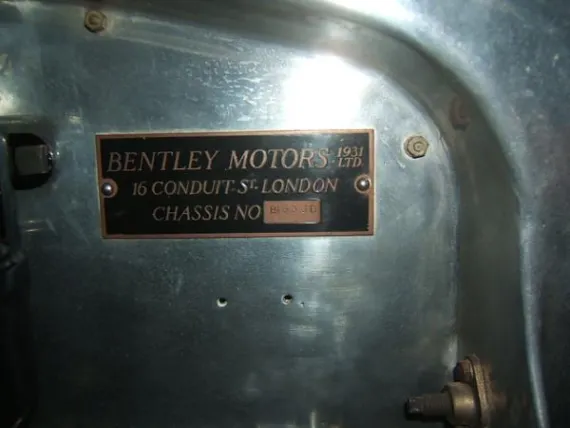 BENTLEY MOTORS 1931 LTD.
16 CONDUIT ST. LONDON
CHASSIS NO